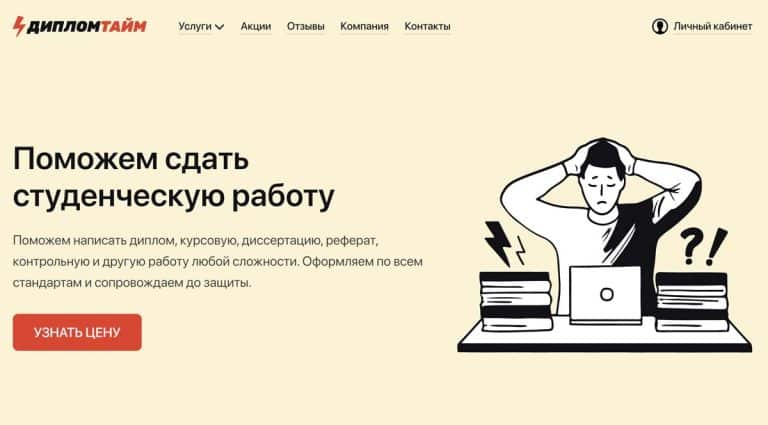 ДИПЛОМТАЙМ
Услуги
Акции
Отзывы
Компания
Контакты
Личный кабинет
Поможем сдать
студенческую работу
Поможем написать диплом, курсовую, диссертацию, реферат,
контрольную и другую работу любой сложности. Оформляем по всем
стандартам и сопровождаем до защиты.
УЗНАТЬ ЦЕНУ
?!